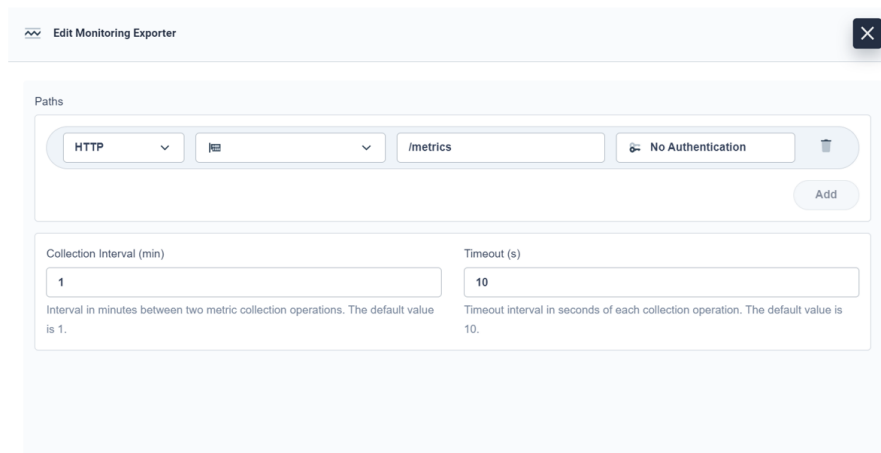 Edit Monitoring Exporter
Paths
HTTP
/metrics
No Authentication
Add
Collection Interval (min)
1
Interval in minutes between two metric collection operations. The default value
is 1.
Timeout (s)
10
Timeout interval in seconds of each collection operation. The default value is
10.